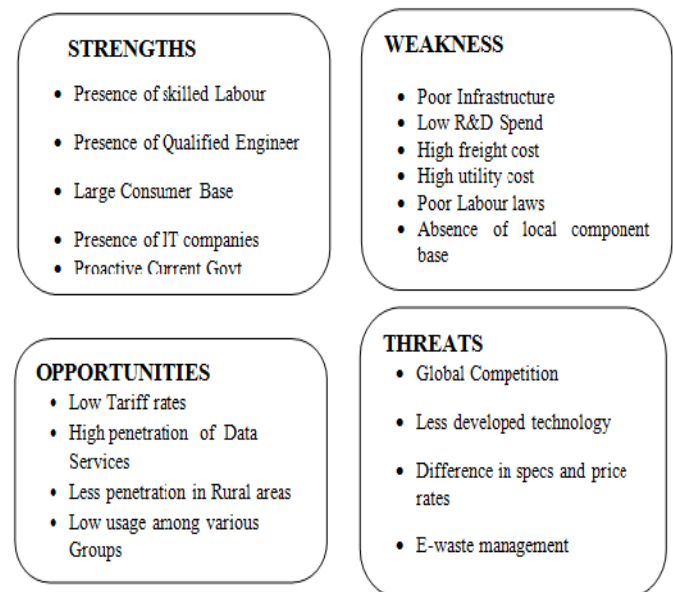 STRENGTHS
• Presence of skilled Labour
• Presence of Qualified Engineer
• Large Consumer Base
• Presence of IT companies
• Proactive Current Govt
WEAKNESS
• Poor Infrastructure
• Low R&D Spend
• High freight cost
• High utility cost
• Poor Labour laws
• Absence of local component
base
OPPORTUNITIES
• Low Tariff rates
• High penetration of Data
Services
• Less penetration in Rural areas
• Low usage among various
Groups
THREATS
• Global Competition
• Less developed technology
• Difference in specs and price
rates
• E-waste management